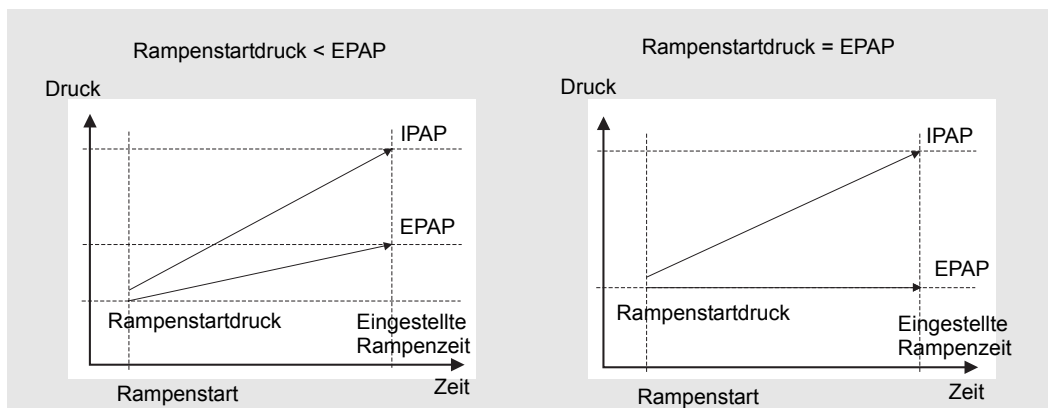 Rampenstartdruck < EPAP
Druck
IPAP
EPAP
Rampenstartdruck
Eingestellte
Rampenzeit
Rampenstart
Zeit
Rampenstartdruck = EPAP
Druck
IPAP
EPAP
Rampenstartdruck
Eingestellte
Rampenzeit
Rampenstart
Zeit